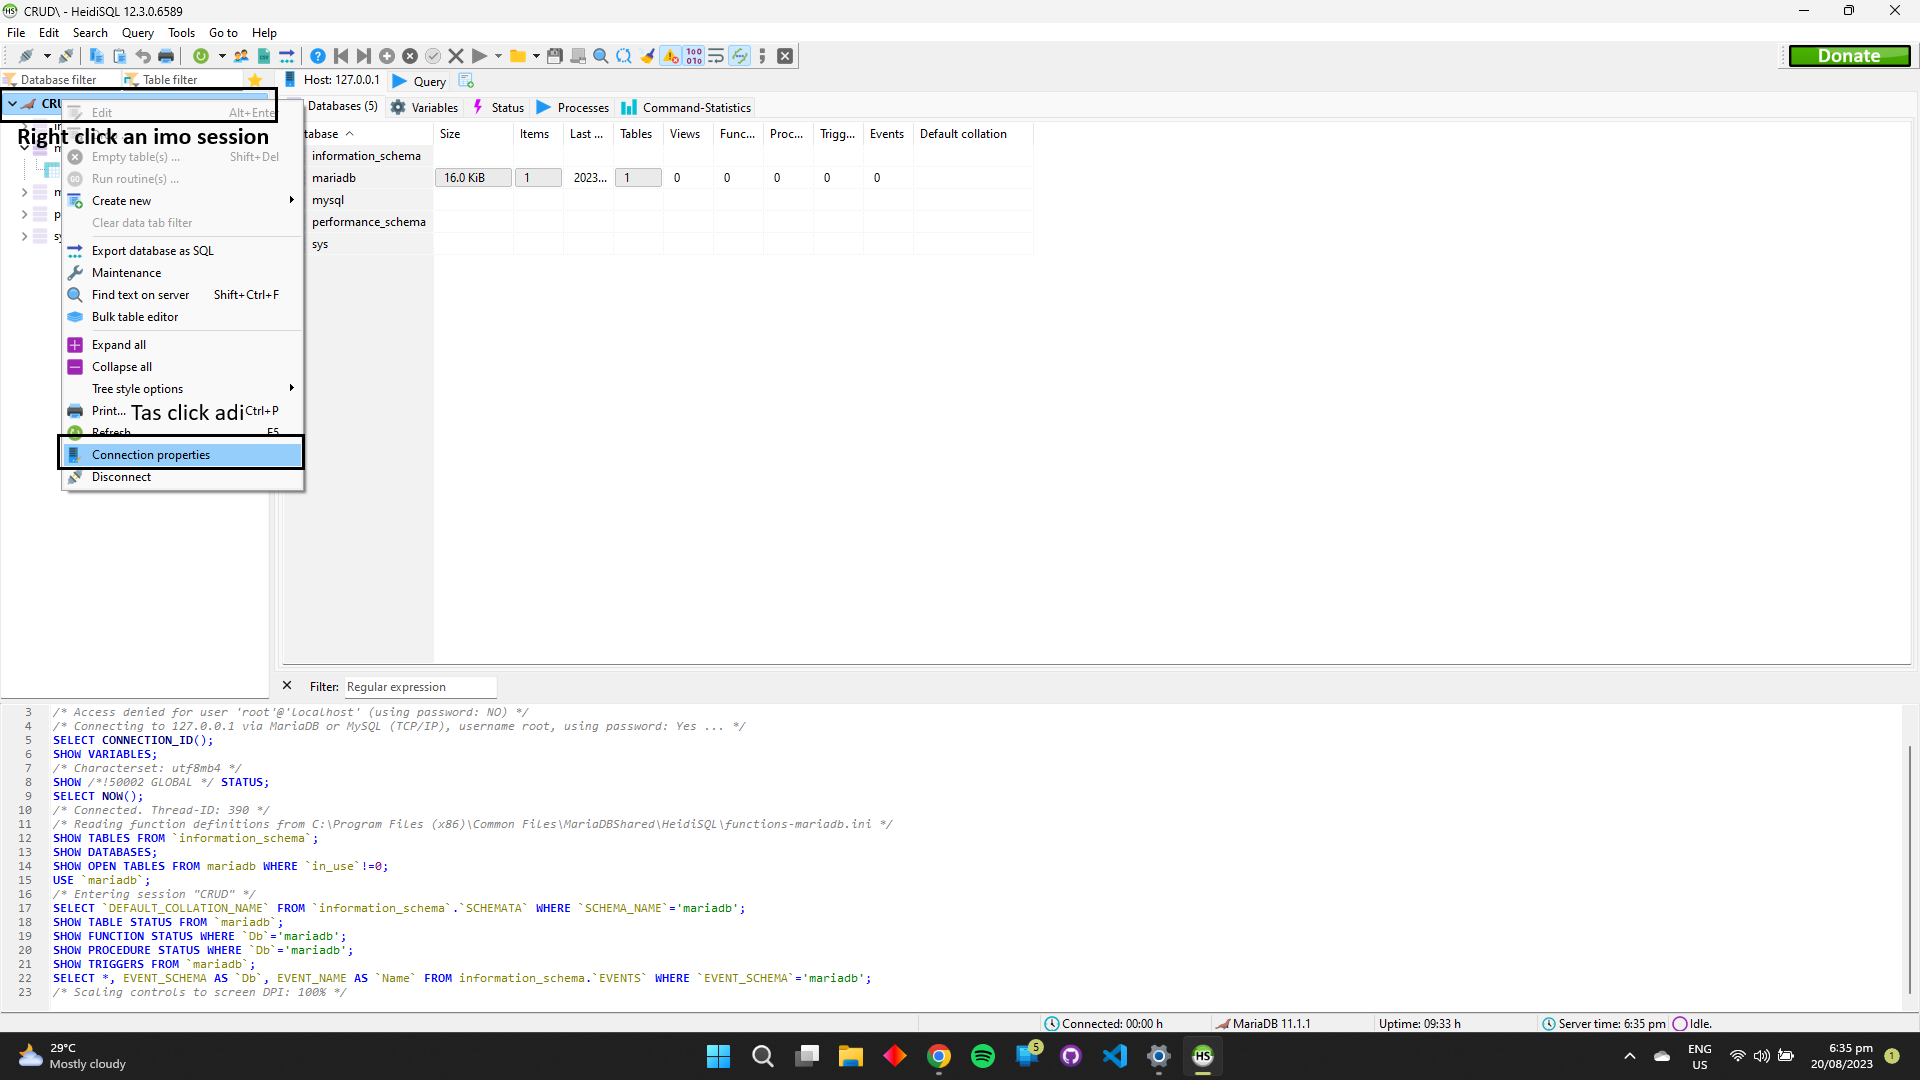 CRUD\ - HeidiSQL 12.3.0.6589
File Edit Search Query Tools Go to Help
Donate
Database filter Table filter Host: 127.0.0.1 Query
Databases (5) Variables Status Processes Command-Statistics
Edit Alt+Ente
Right click an imo session
Empty table(s) ... Shift+Del
Run routine(s) ...
Create new
Clear data tab filter
Export database as SQL
Maintenance
Find text on server Shift+Ctrl+F
Bulk table editor
Expand all
Collapse all
Tree style options
Print... Tas click adi Ctrl+P
Refresh F5
Connection properties
Disconnect
tabase Size Items Last ... Tables Views Func... Proc... Trigg... Events Default collation
information_schema
mariadb 16.0 KiB 1 2023... 1 0 0 0 0 0
mysql
performance_schema
sys
Filter: Regular expression
3 /* Access denied for user 'root'@'localhost' (using password: NO) */
4 /* Connecting to 127.0.0.1 via MariaDB or MySQL (TCP/IP), username root, using password: Yes ... */
5 SELECT CONNECTION_ID();
6 SHOW VARIABLES;
7 /* Characterset: utf8mb4 */
8 SHOW /*!50002 GLOBAL */ STATUS;
9 SELECT NOW();
10 /* Connected. Thread-ID: 390 */
11 /* Reading function definitions from C:\Program Files (x86)\Common Files\MariaDBShared\HeidiSQL\functions-mariadb.ini */
12 SHOW TABLES FROM `information_schema`;
13 SHOW DATABASES;
14 SHOW OPEN TABLES FROM mariadb WHERE `in_use`!=0;
15 USE `mariadb`;
16 /* Entering session "CRUD" */
17 SELECT `DEFAULT_COLLATION_NAME` FROM `information_schema`.`SCHEMATA` WHERE `SCHEMA_NAME`='mariadb';
18 SHOW TABLE STATUS FROM `mariadb`;
19 SHOW FUNCTION STATUS WHERE `Db`='mariadb';
20 SHOW PROCEDURE STATUS WHERE `Db`='mariadb';
21 SHOW TRIGGERS FROM `mariadb`;
22 SELECT *, EVENT_SCHEMA AS `Db`, EVENT_NAME AS `Name` FROM information_schema.`EVENTS` WHERE `EVENT_SCHEMA`='mariadb';
23 /* Scaling controls to screen DPI: 100% */
Connected: 00:00 h MariaDB 11.1.1 Uptime: 09:33 h Server time: 6:35 pm Idle.
29°C
Mostly cloudy
5
HS
ENG
US
6:35 pm
20/08/2023
1